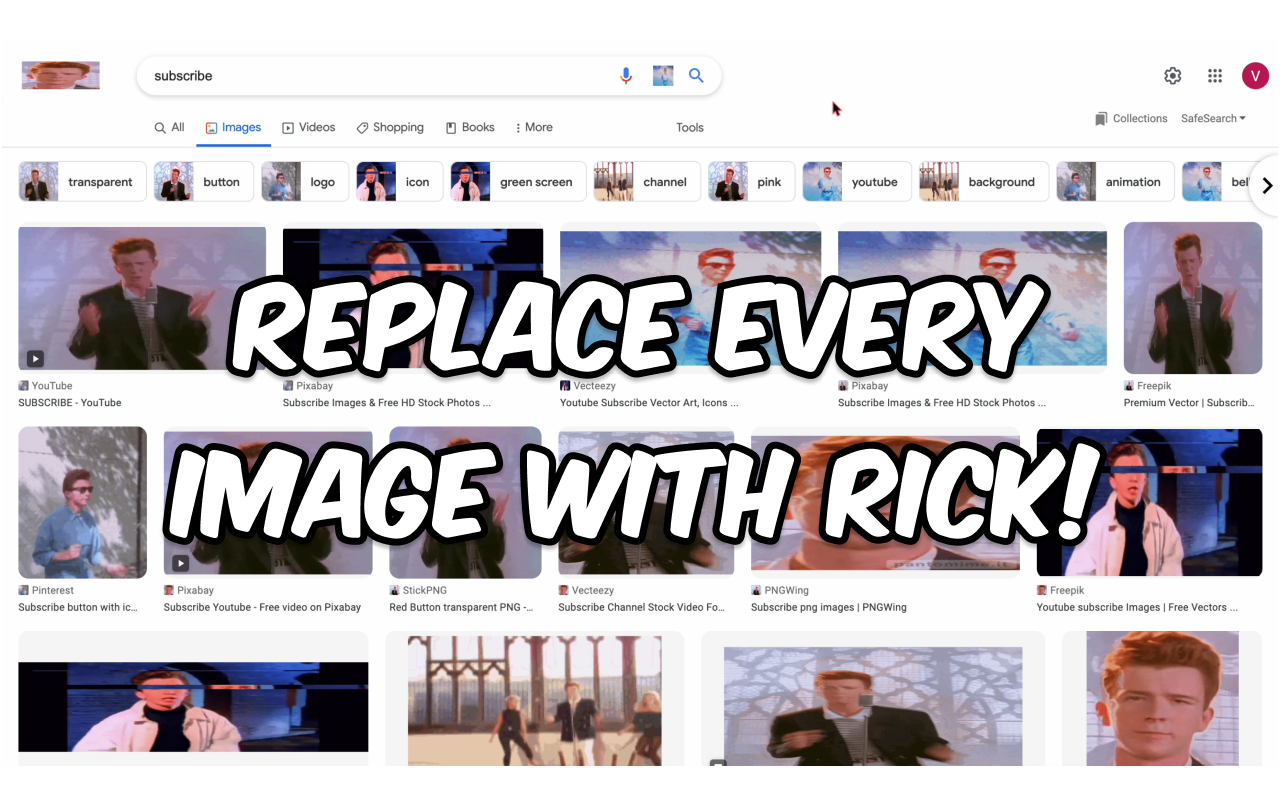 subscribe
V
All
Images
Videos
Shopping
Books
More
Tools
Collections
SafeSearch
transparent
button
logo
icon
green screen
channel
pink
youtube
background
animation
bel
REPLACE EVERY
YouTube
Pixabay
Vecteezy
Pixabay
Freepik
SUBSCRIBE - YouTube
Subscribe Images & Free HD Stock Photos ...
Youtube Subscribe Vector Art, Icons ...
Subscribe Images & Free HD Stock Photos ...
Premium Vector | Subscrib...
IMAGE WITH RICK!
pantomime.it
Pinterest
Pixabay
StickPNG
Vecteezy
PNGWing
Freepik
Subscribe button with ic...
Subscribe Youtube - Free video on Pixabay
Red Button transparent PNG -...
Subscribe Channel Stock Video Fo...
Subscribe png images | PNGWing
Youtube subscribe Images | Free Vectors ...